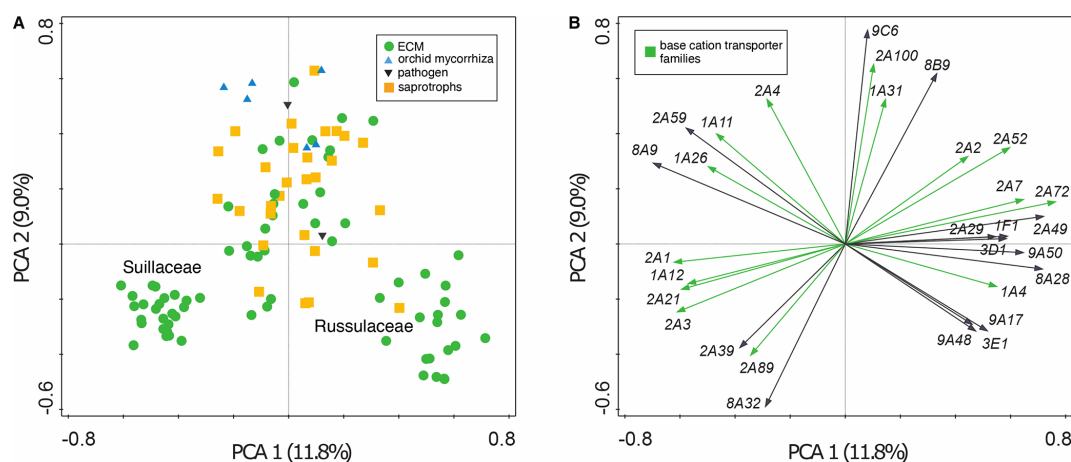 A
0.8
PCA 2 (9.0%)
-0.6
-0.8
PCA 1 (11.8%)
0.8
ECM
orchid mycorrhiza
pathogen
saprotrophs
Suillaceae
Russulaceae
B
0.8
PCA 2 (9.0%)
-0.6
-0.8
PCA 1 (11.8%)
0.8
base cation transporter
families
9C6
2A100
8B9
1A31
2A4
2A59
1A11
8A9
1A26
2A2
2A52
2A7
2A72
2A29
1F1
2A49
3D1
9A50
8A28
1A4
2A1
1A12
2A21
2A3
9A17
9A48
3E1
2A39
2A89
8A32